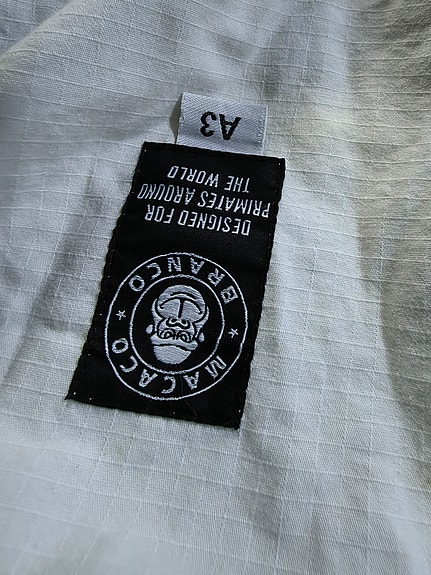 MACACO
BRANCO
DESIGNED FOR
PRIMATES AROUND
THE WORLD
A3